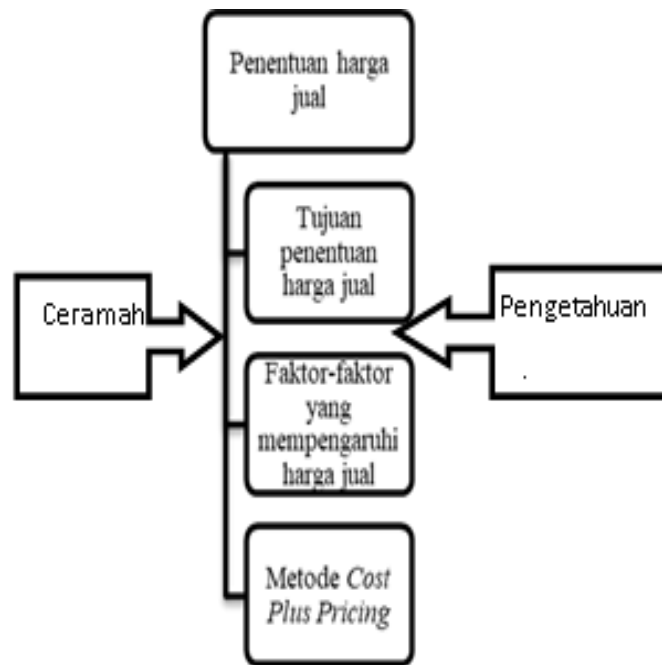 Penentuan harga
jual
Tujuan
penentuan
harga jual
Ceramah
Pengetahuan
.
Faktor-faktor
yang
mempengaruhi
harga jual
Metode Cost
Plus Pricing